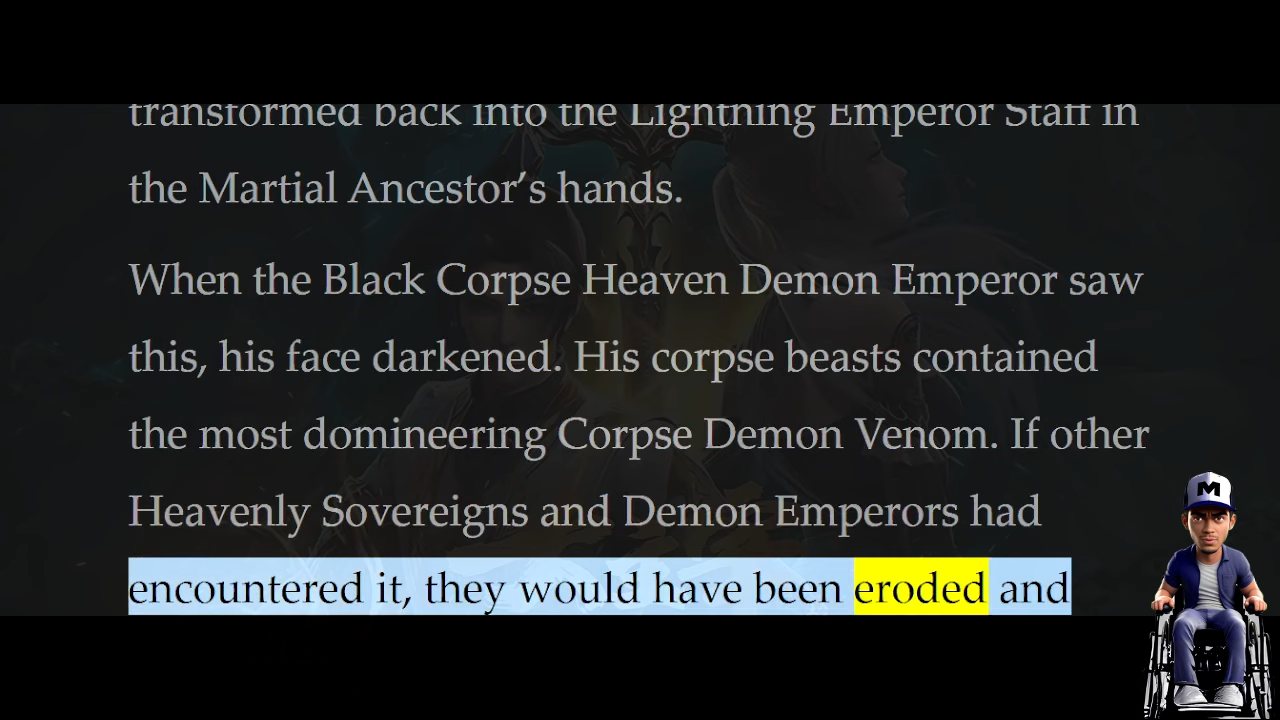 transformed back into the Lightning Emperor Staff in
the Martial Ancestor’s hands.
When the Black Corpse Heaven Demon Emperor saw
this, his face darkened. His corpse beasts contained
the most domineering Corpse Demon Venom. If other
Heavenly Sovereigns and Demon Emperors had
encountered it, they would have been eroded and
M